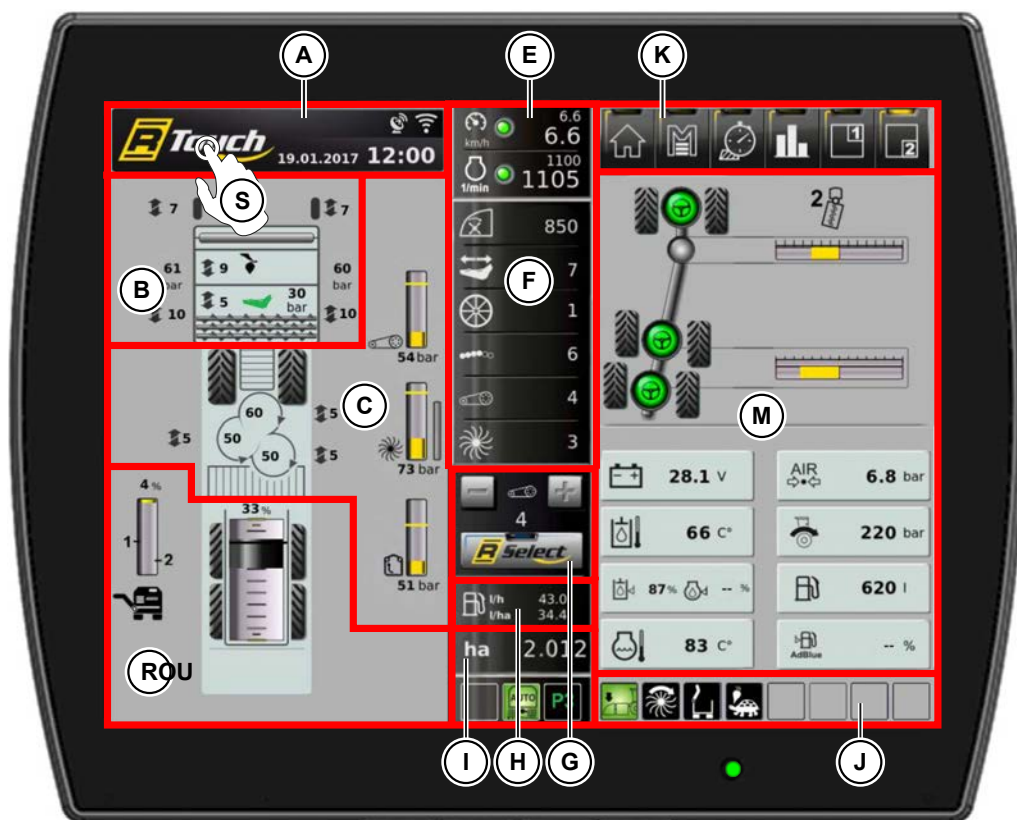 A
E
K
R Touch
19.01.2017 12:00
S
7
7
61 bar
9
60 bar
B
5
30 bar
10
10
54 bar
C
60
50
50
5
5
5
73 bar
4 %
33 %
1
2
51 bar
ROU
km/h
6.6
6.6
1/min
1100
1105
850
F
7
1
6
4
3
4
R Select
l/h 43.0
l/ha 34.4
ha 2.012
AUTO
I
H
G
1
2
2
M
28.1 V
AIR 6.8 bar
66 C°
220 bar
87 % -- %
620 l
83 C°
AdBlue -- %
J